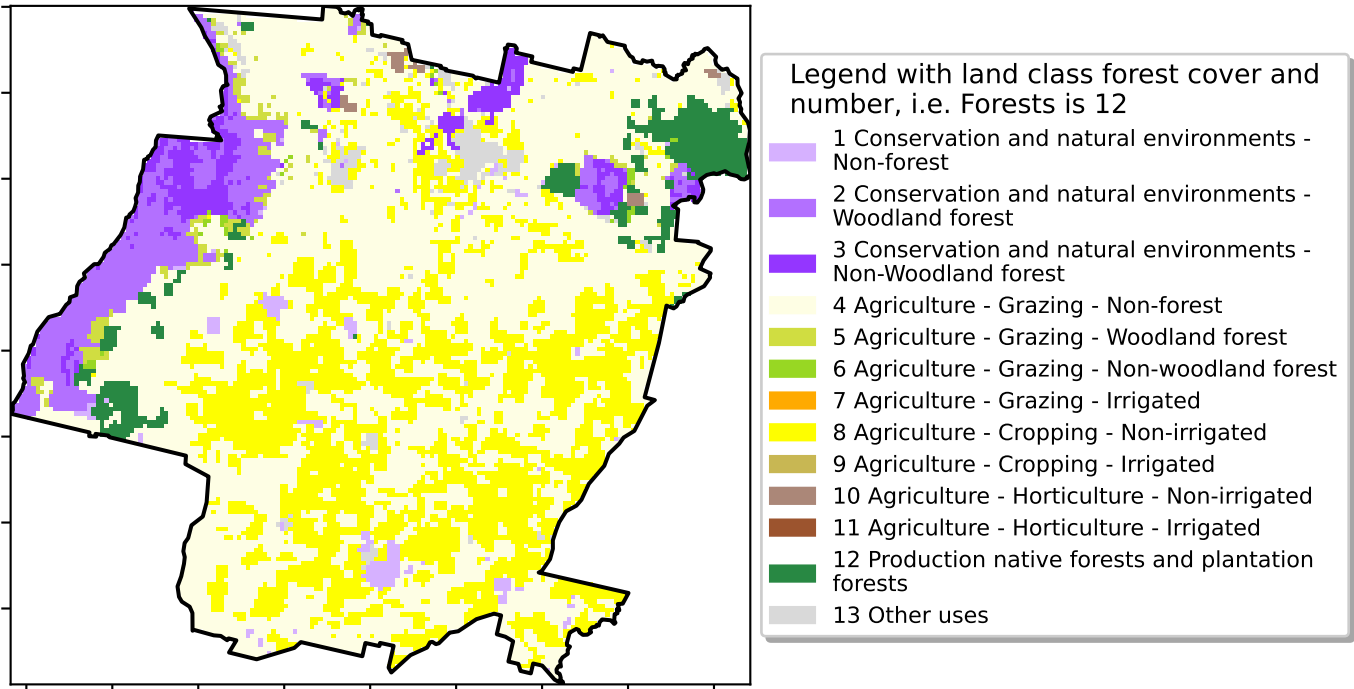 Legend with land class forest cover and
number, i.e. Forests is 12
1 Conservation and natural environments -
Non-forest
2 Conservation and natural environments -
Woodland forest
3 Conservation and natural environments -
Non-Woodland forest
4 Agriculture - Grazing - Non-forest
5 Agriculture - Grazing - Woodland forest
6 Agriculture - Grazing - Non-woodland forest
7 Agriculture - Grazing - Irrigated
8 Agriculture - Cropping - Non-irrigated
9 Agriculture - Cropping - Irrigated
10 Agriculture - Horticulture - Non-irrigated
11 Agriculture - Horticulture - Irrigated
12 Production native forests and plantation
forests
13 Other uses